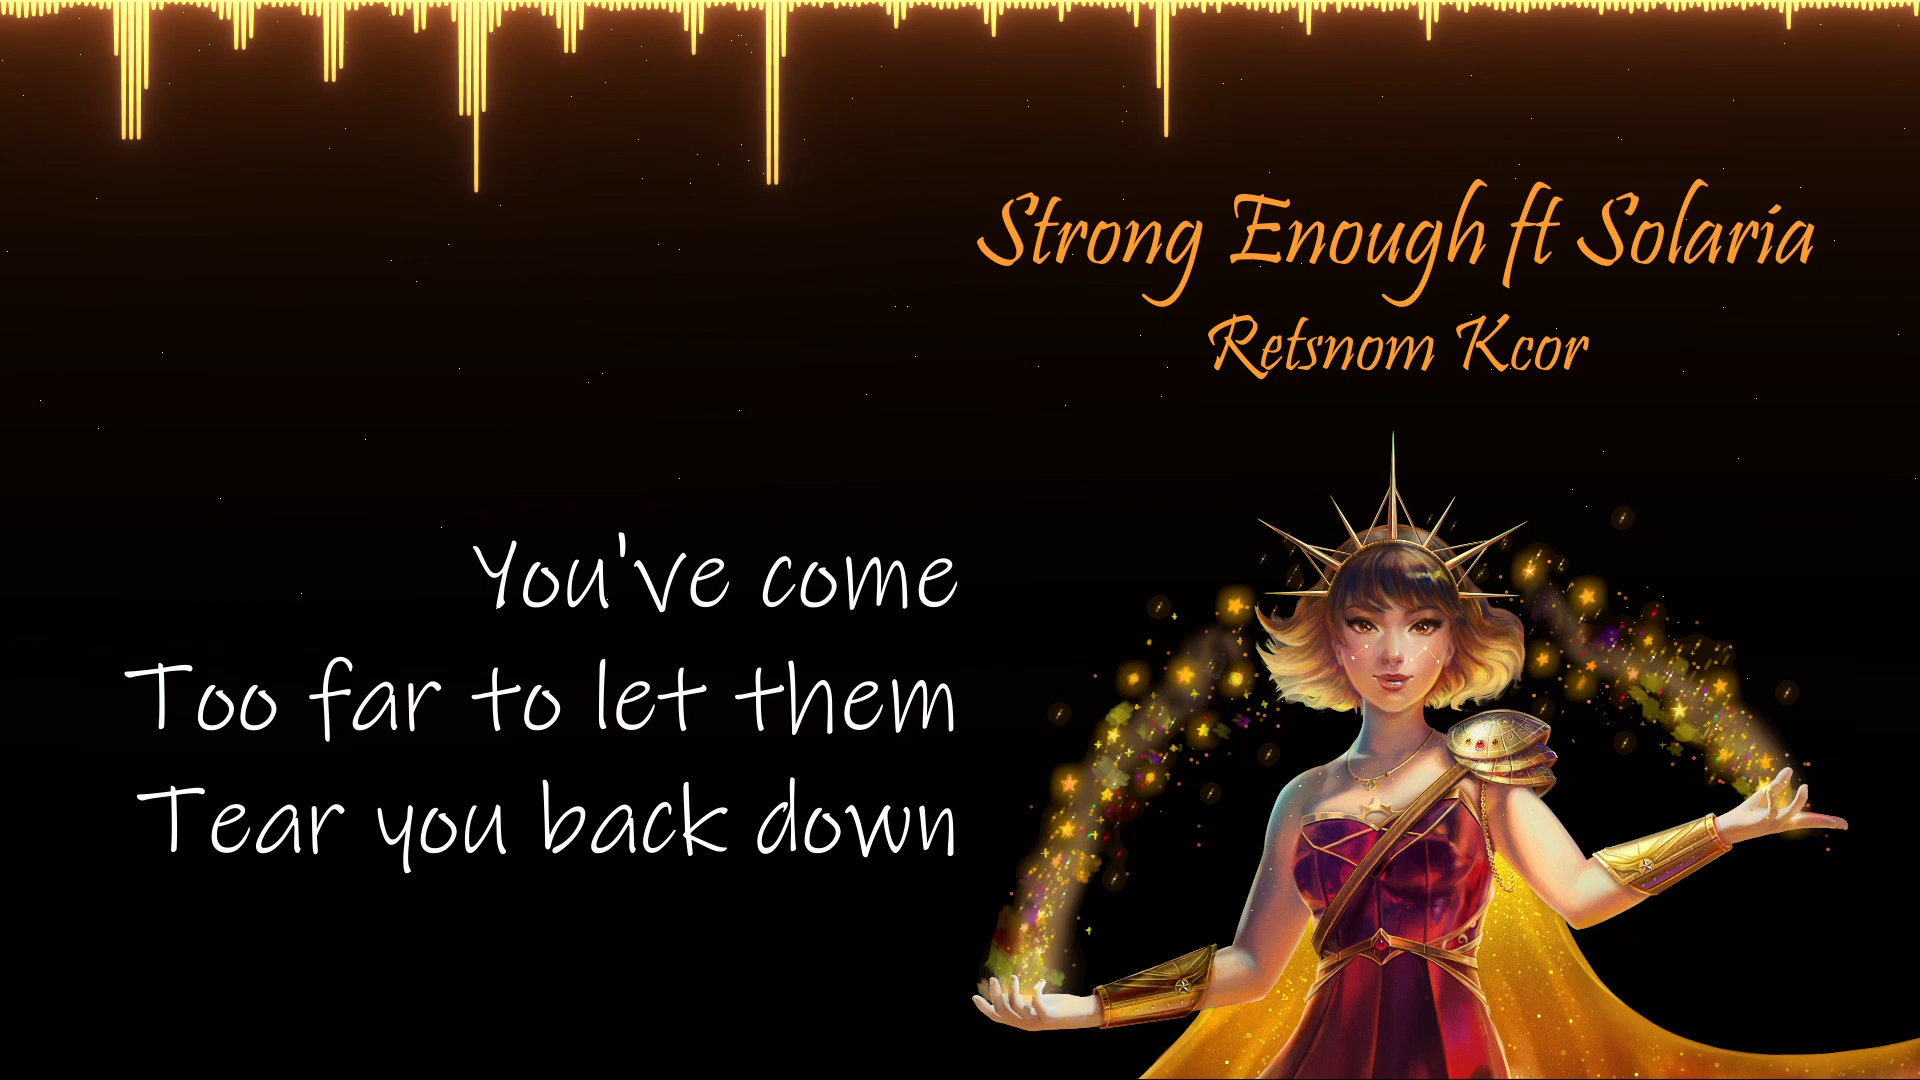 Strong Enough ft Solaria
Retsnom Kcor
You've come
Too far to let them
Tear you back down